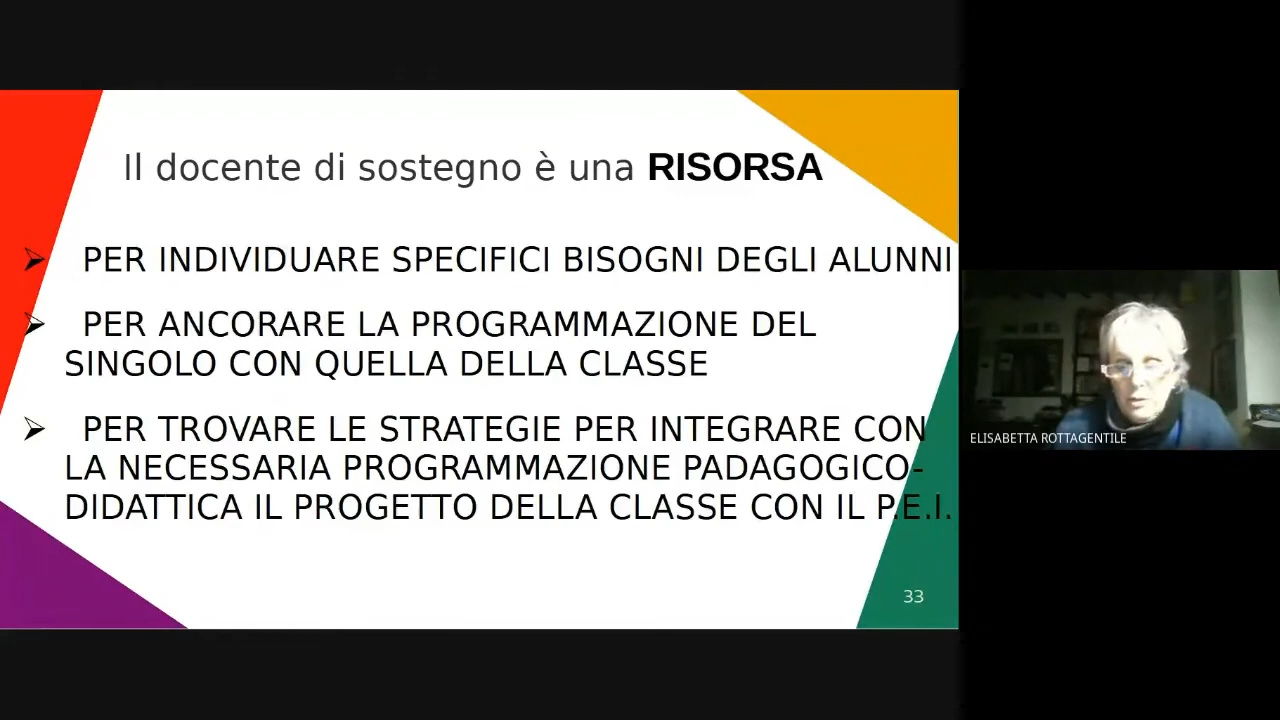 Il docente di sostegno è una RISORSA
➢ PER INDIVIDUARE SPECIFICI BISOGNI DEGLI ALUNNI
➢ PER ANCORARE LA PROGRAMMAZIONE DEL
SINGOLO CON QUELLA DELLA CLASSE
➢ PER TROVARE LE STRATEGIE PER INTEGRARE CON
LA NECESSARIA PROGRAMMAZIONE PADAGOGICO-
DIDATTICA IL PROGETTO DELLA CLASSE CON IL P.E.I.
33
ELISABETTA ROTTAGENTILE